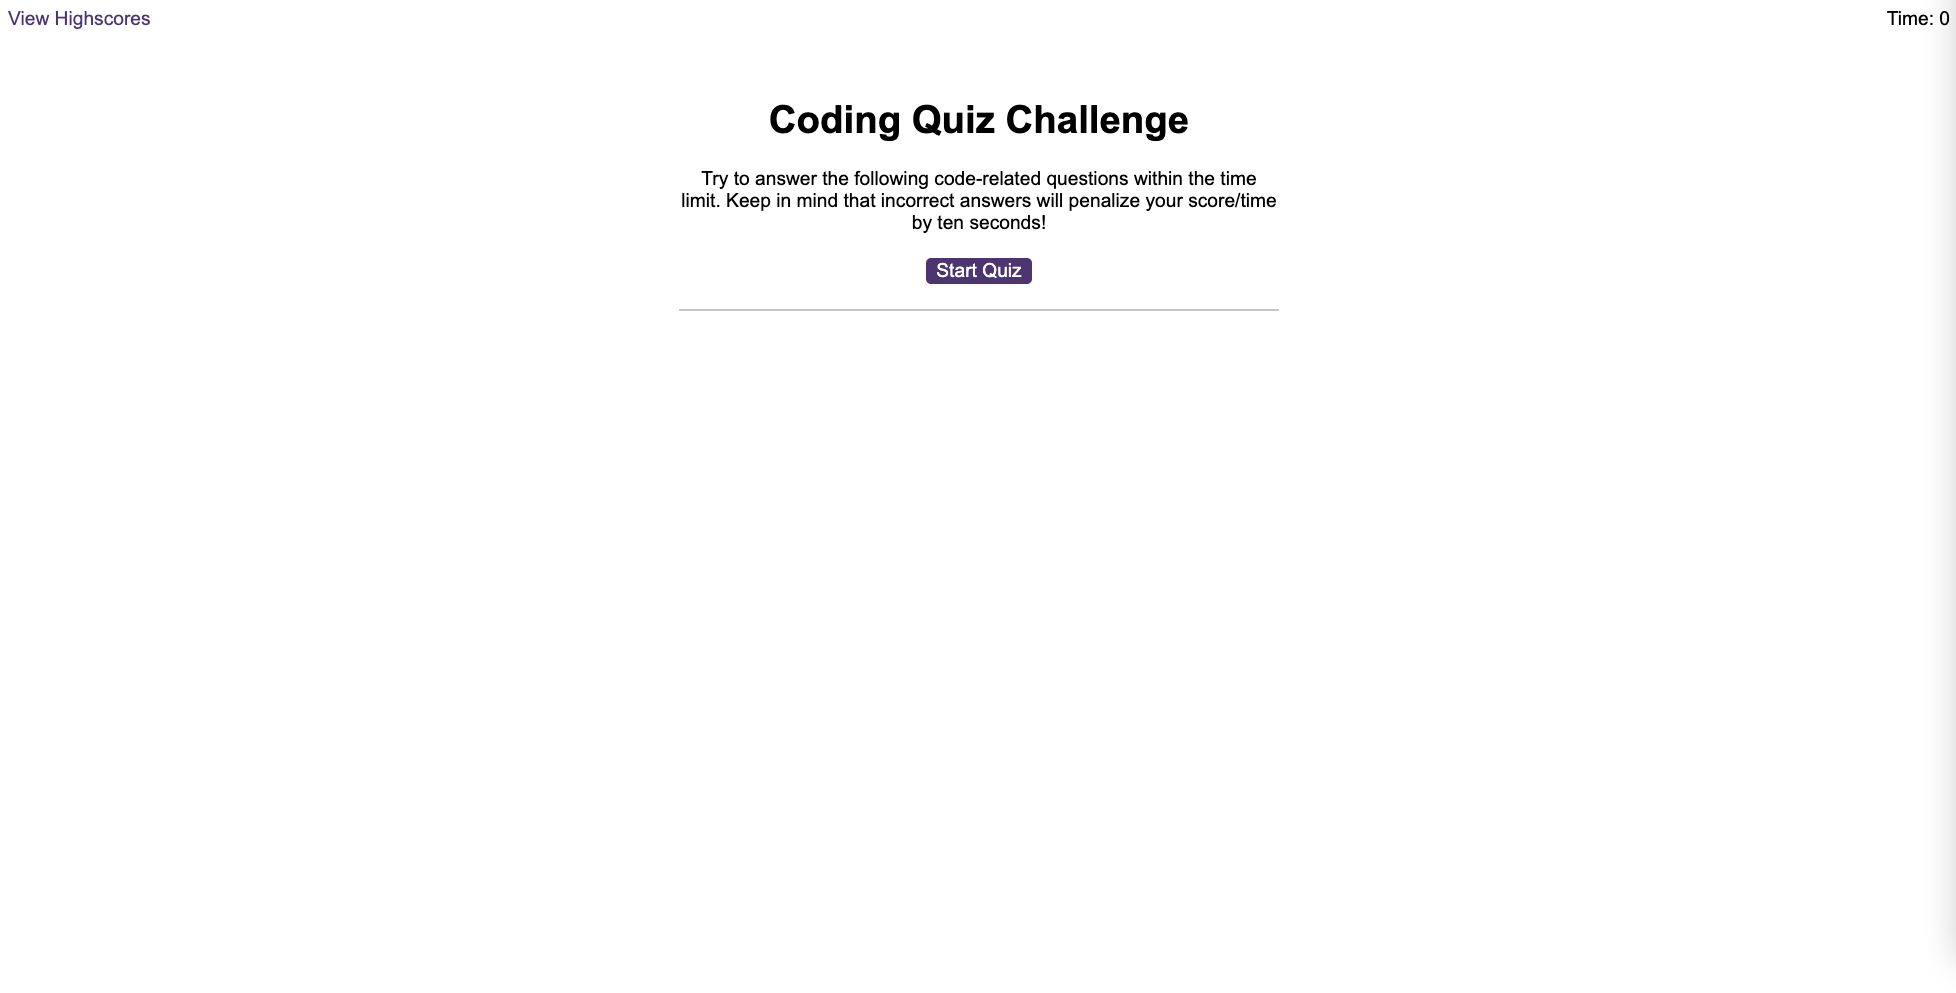 View Highscores
Time: 0
Coding Quiz Challenge
Try to answer the following code-related questions within the time
limit. Keep in mind that incorrect answers will penalize your score/time
by ten seconds!
Start Quiz